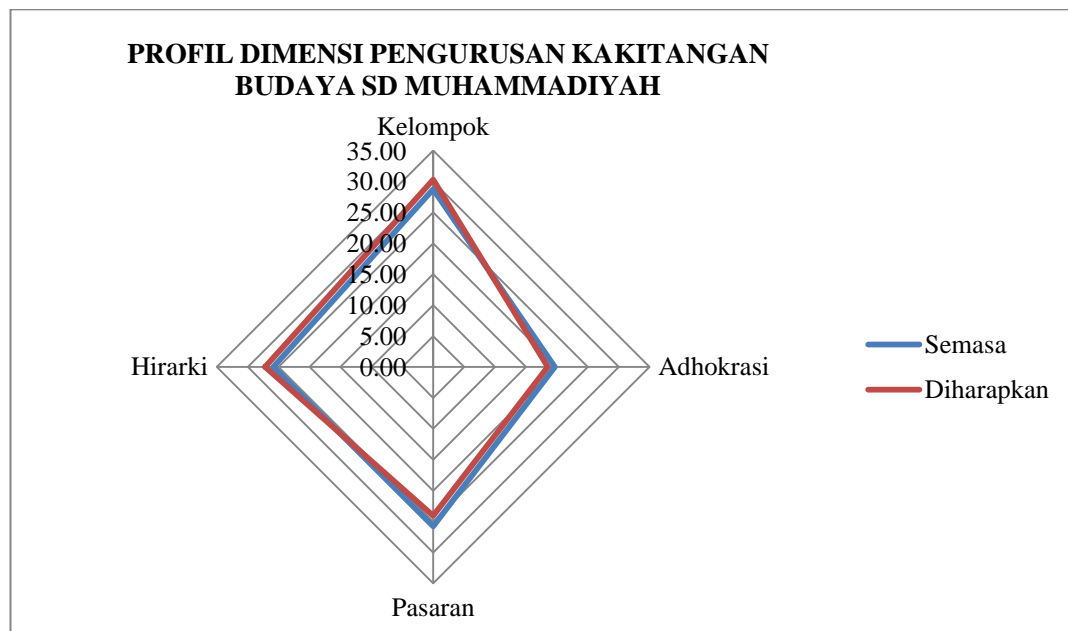 PROFIL DIMENSI PENGURUSAN KAKITANGAN
BUDAYA SD MUHAMMADIYAH
Kelompok
35.00
30.00
25.00
20.00
15.00
10.00
5.00
0.00
Hirarki
Adhokrasi
Pasaran
Semasa
Diharapkan